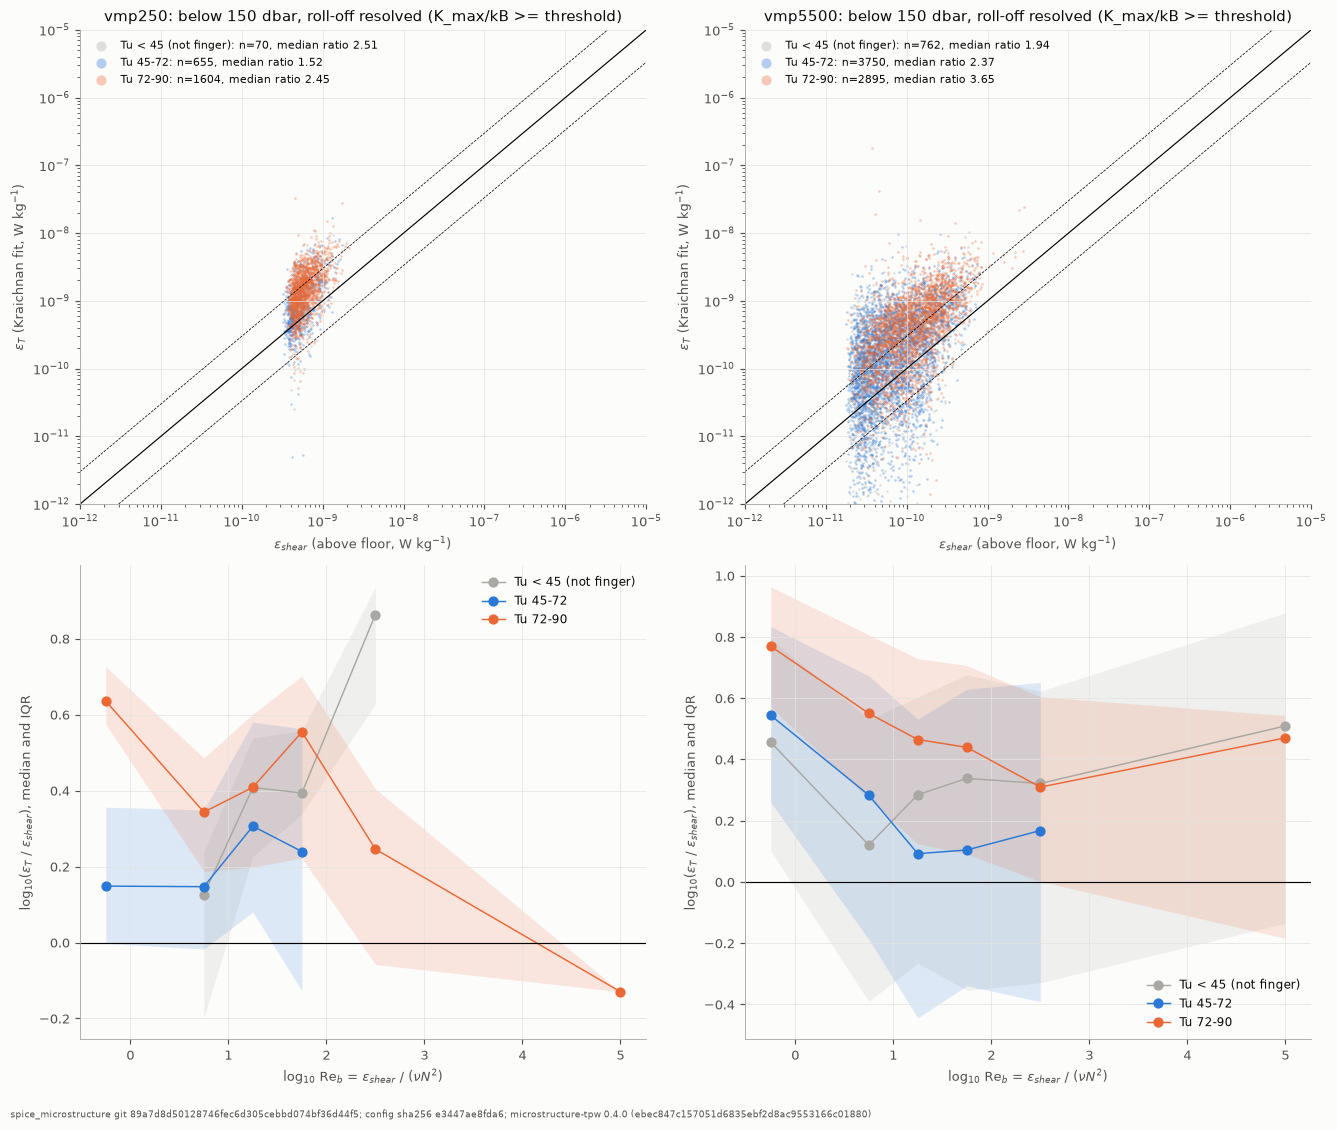 vmp250: below 150 dbar, roll-off resolved (K_max/kB >= threshold)
Tu < 45 (not finger): n=70, median ratio 2.51
Tu 45-72: n=655, median ratio 1.52
Tu 72-90: n=1604, median ratio 2.45
10⁻⁵
10⁻⁶
10⁻⁷
10⁻⁸
10⁻⁹
10⁻¹⁰
10⁻¹¹
10⁻¹²
ε_T (Kraichnan fit, W kg⁻¹)
10⁻¹² 10⁻¹¹ 10⁻¹⁰ 10⁻⁹ 10⁻⁸ 10⁻⁷ 10⁻⁶ 10⁻⁵
ε_shear (above floor, W kg⁻¹)
vmp5500: below 150 dbar, roll-off resolved (K_max/kB >= threshold)
Tu < 45 (not finger): n=762, median ratio 1.94
Tu 45-72: n=3750, median ratio 2.37
Tu 72-90: n=2895, median ratio 3.65
10⁻⁵
10⁻⁶
10⁻⁷
10⁻⁸
10⁻⁹
10⁻¹⁰
10⁻¹¹
10⁻¹²
ε_T (Kraichnan fit, W kg⁻¹)
10⁻¹² 10⁻¹¹ 10⁻¹⁰ 10⁻⁹ 10⁻⁸ 10⁻⁷ 10⁻⁶ 10⁻⁵
ε_shear (above floor, W kg⁻¹)
Tu < 45 (not finger)
Tu 45-72
Tu 72-90
0.8
0.6
0.4
0.2
0.0
−0.2
log₁₀(ε_T / ε_shear), median and IQR
0 1 2 3 4 5
log₁₀ Re_b = ε_shear / (νN²)
1.0
0.8
0.6
0.4
0.2
0.0
−0.2
−0.4
log₁₀(ε_T / ε_shear), median and IQR
Tu < 45 (not finger)
Tu 45-72
Tu 72-90
0 1 2 3 4 5
log₁₀ Re_b = ε_shear / (νN²)
spice_microstructure git 89a7d8d50128746fec6d305cebbd074bf36d44f5; config sha256 e3447ae8fda6; microstructure-tpw 0.4.0 (ebec847c157051d6835ebf2d8ac9553166c01880)